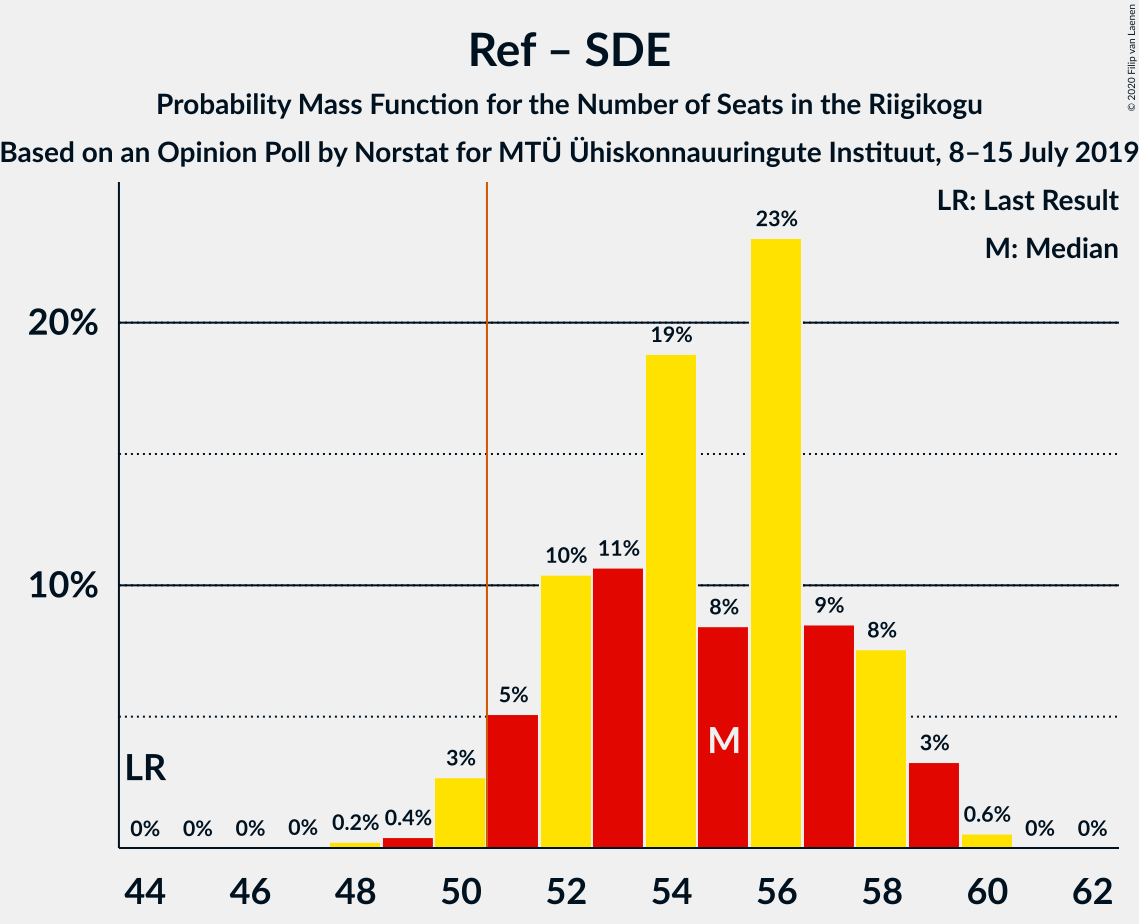 Ref – SDE
Probability Mass Function for the Number of Seats in the Riigikogu
Based on an Opinion Poll by Norstat for MTÜ Ühiskonnauuringute Instituut, 8–15 July 2019
© 2020 Filip van Laenen
LR: Last Result
M: Median
20%
10%
LR
M
0% 0% 0% 0% 0.2% 0.4% 3% 5% 10% 11% 19% 8% 23% 9% 8% 3% 0.6% 0% 0%
44 46 48 50 52 54 56 58 60 62